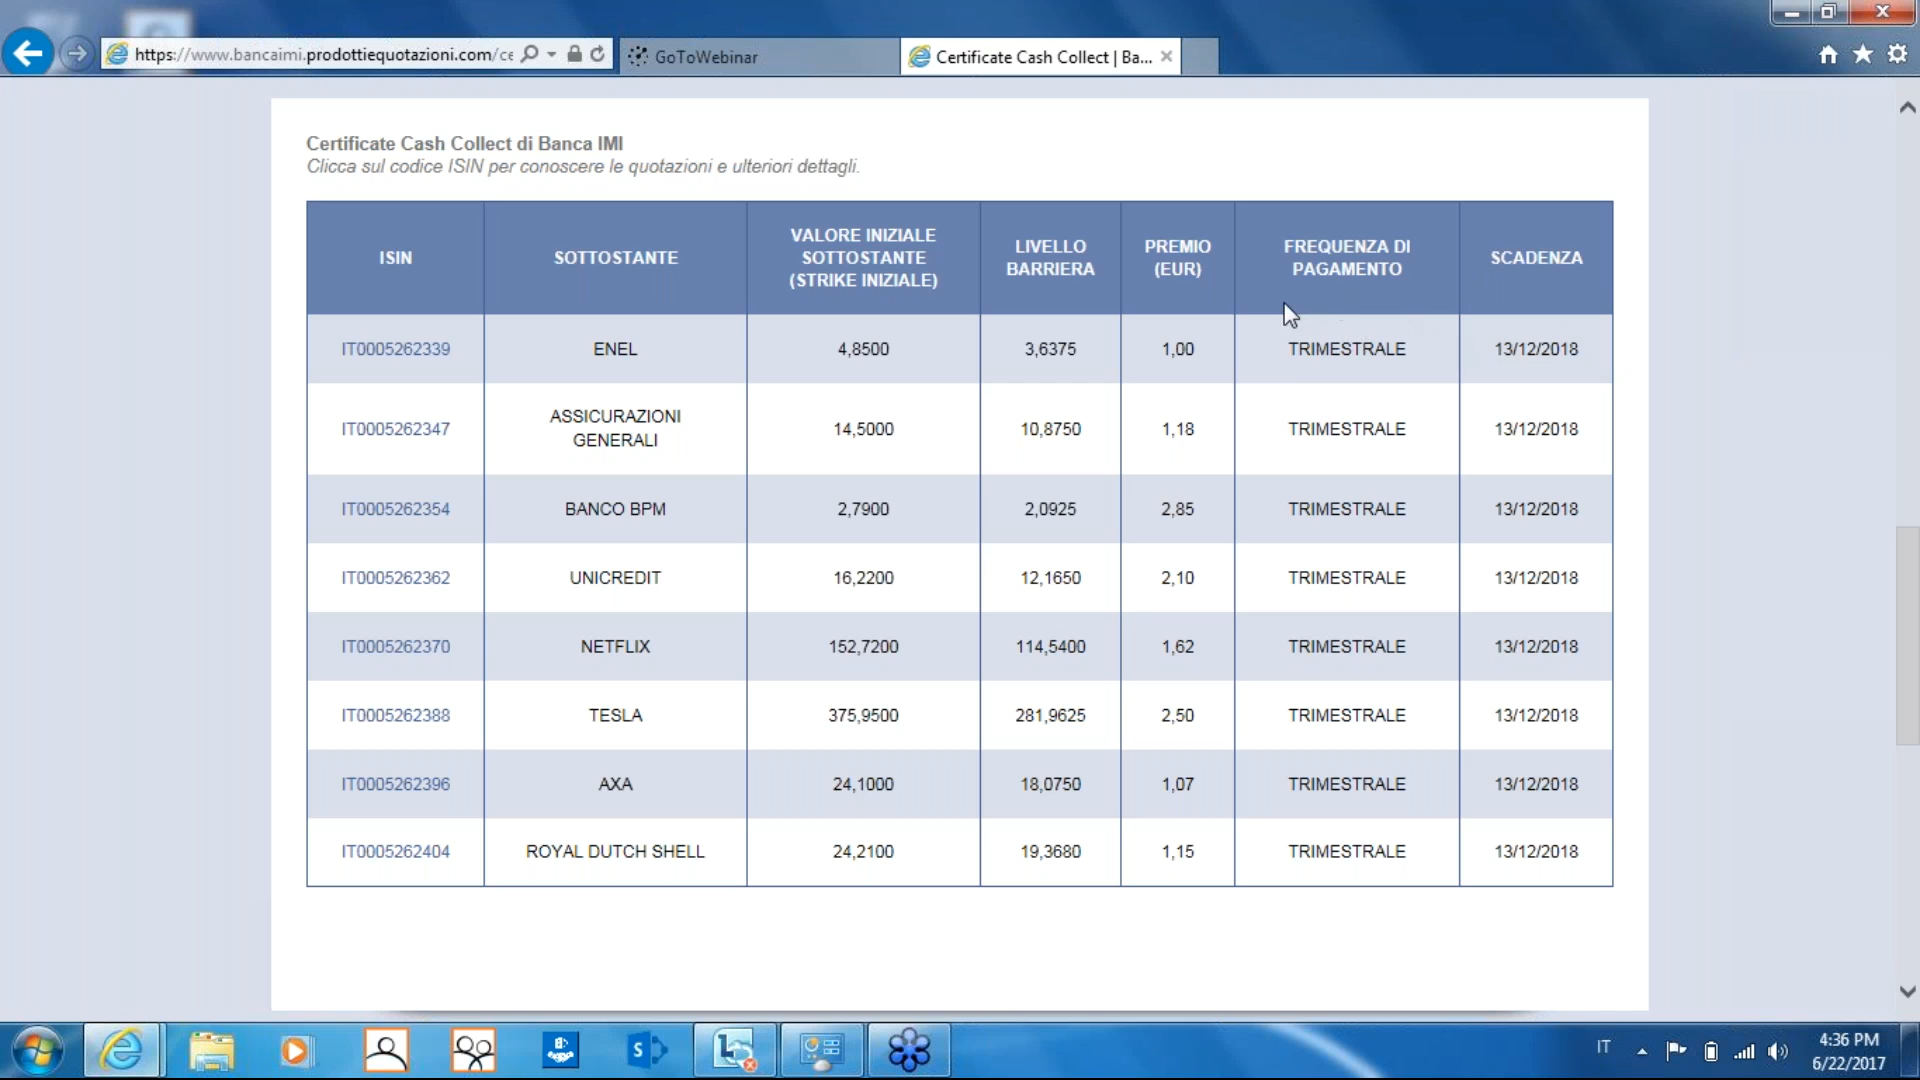 https://www.bancaimi.prodottiequotazioni.com/ce
GoToWebinar
Certificate Cash Collect | Ba...
Certificate Cash Collect di Banca IMI
Clicca sul codice ISIN per conoscere le quotazioni e ulteriori dettagli.
ISIN SOTTOSTANTE VALORE INIZIALE SOTTOSTANTE (STRIKE INIZIALE) LIVELLO BARRIERA PREMIO (EUR) FREQUENZA DI PAGAMENTO SCADENZA
IT0005262339 ENEL 4,8500 3,6375 1,00 TRIMESTRALE 13/12/2018
IT0005262347 ASSICURAZIONI GENERALI 14,5000 10,8750 1,18 TRIMESTRALE 13/12/2018
IT0005262354 BANCO BPM 2,7900 2,0925 2,85 TRIMESTRALE 13/12/2018
IT0005262362 UNICREDIT 16,2200 12,1650 2,10 TRIMESTRALE 13/12/2018
IT0005262370 NETFLIX 152,7200 114,5400 1,62 TRIMESTRALE 13/12/2018
IT0005262388 TESLA 375,9500 281,9625 2,50 TRIMESTRALE 13/12/2018
IT0005262396 AXA 24,1000 18,0750 1,07 TRIMESTRALE 13/12/2018
IT0005262404 ROYAL DUTCH SHELL 24,2100 19,3680 1,15 TRIMESTRALE 13/12/2018
IT
4:36 PM
6/22/2017